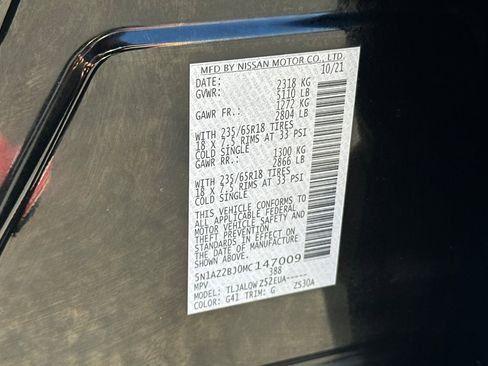 MFD BY NISSAN MOTOR CO., LTD.
DATE: 10/21
GVWR: 2318 KG
5110 LB
GAWR FR.: 1272 KG
2804 LB
WITH 235/65R18 TIRES
18 X 7.5 RIMS AT 33 PSI
COLD SINGLE
GAWR RR.: 1300 KG
2866 LB
WITH 235/65R18 TIRES
18 X 7.5 RIMS AT 33 PSI
COLD SINGLE
THIS VEHICLE CONFORMS TO
ALL APPLICABLE FEDERAL
MOTOR VEHICLE SAFETY AND
THEFT PREVENTION
STANDARDS IN EFFECT ON
THE DATE OF MANUFACTURE
SHOWN ABOVE.
5N1AZ2BJ0MC147009
MPV 388
MODEL: TLJALQWZ52EUA-----
COLOR: G41 TRIM: G Z530A